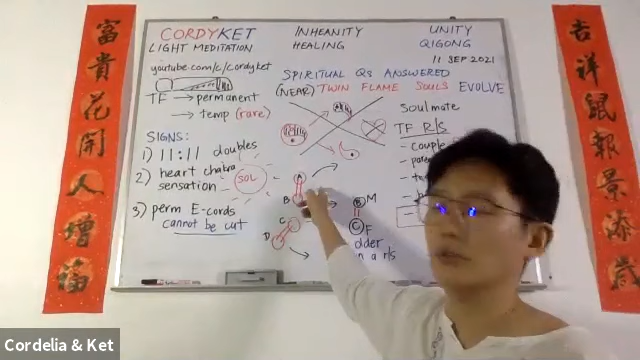 CORDYKET
LIGHT MEDITATION
INHEANITY
HEALING
UNITY
QIGONG
youtube.com/c/cordyket
11 SEP 2021
SPIRITUAL Qs ANSWERED
(NEAR) TWIN FLAME SOULS EVOLVE
TF → permanent
→ temp (rare)
SIGNS:
1) 11:11 doubles
2) heart chakra
sensation
3) perm E-cords
cannot be cut
SOL
A
B
C
D
B M
C F
Soulmate
TF R/S
- couple
富貴花開人增福
吉祥竹報景添歲
Cordelia & Ket